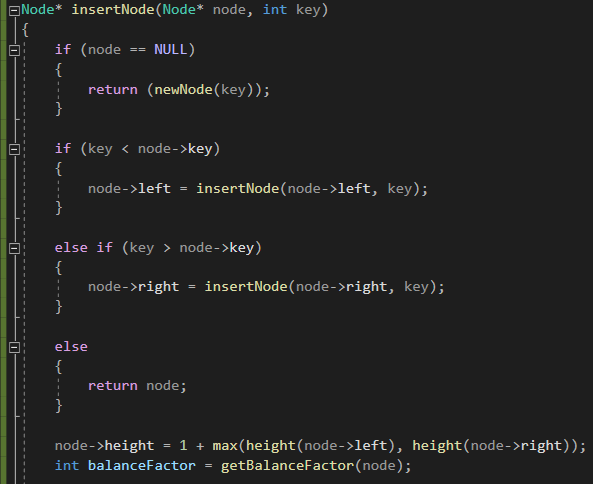 Node* insertNode(Node* node, int key)
{
    if (node == NULL)
    {
        return (newNode(key));
    }

    if (key < node->key)
    {
        node->left = insertNode(node->left, key);
    }

    else if (key > node->key)
    {
        node->right = insertNode(node->right, key);
    }

    else
    {
        return node;
    }

    node->height = 1 + max(height(node->left), height(node->right));
    int balanceFactor = getBalanceFactor(node);